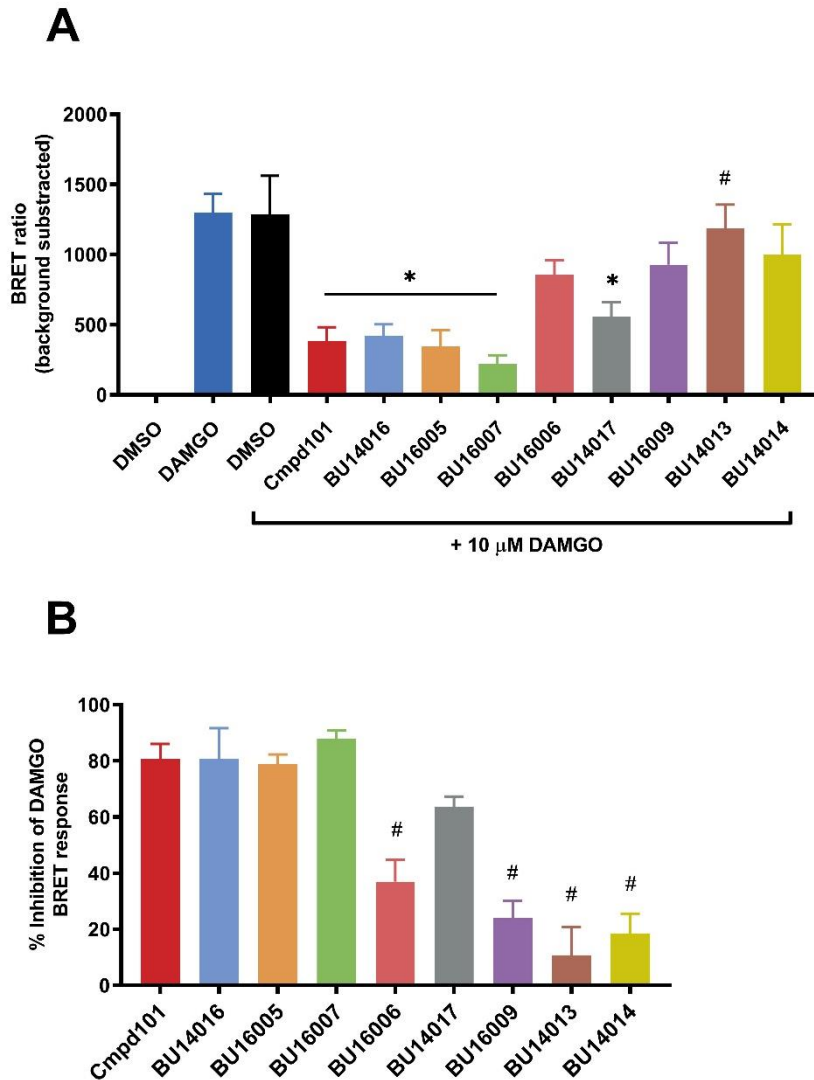 A
BRET ratio
(background substracted)
2000
1500
1000
500
0
*
*
#
DMSO
DAMGO
DMSO
Cmpd101
BU14016
BU16005
BU16007
BU16006
BU14017
BU16009
BU14013
BU14014
+ 10 μM DAMGO
B
% Inhibition of DAMGO
BRET response
100
80
60
40
20
0
#
#
#
#
Cmpd101
BU14016
BU16005
BU16007
BU16006
BU14017
BU16009
BU14013
BU14014